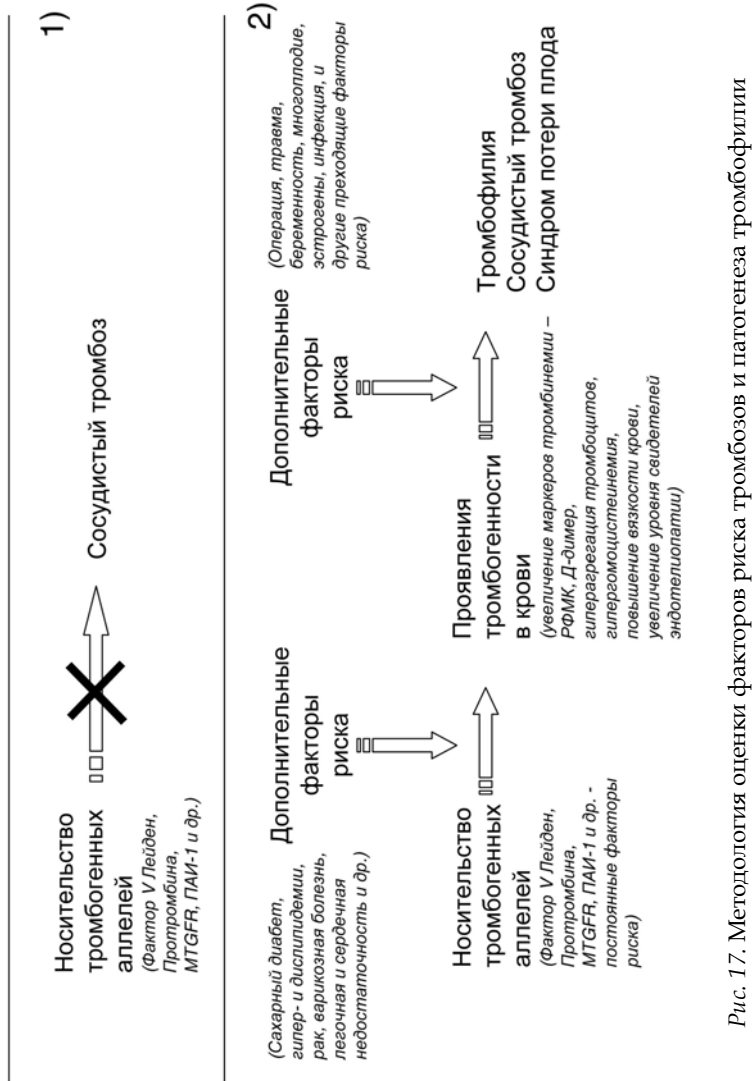 1)
Носительство
тромбогенных
аллелей
(Фактор V Лейден,
Протромбина,
MTGFR, ПАИ-1 и др.)
Сосудистый тромбоз
2)
(Сахарный диабет,
гипер- и дислипидемии,
рак, варикозная болезнь,
легочная и сердечная
недостаточность и др.)
Дополнительные
факторы
риска
Дополнительные
факторы
риска
(Операция, травма,
беременность, многоплодие,
эстрогены, инфекция, и
другие преходящие факторы
риска)
Носительство
тромбогенных
аллелей
(Фактор V Лейден,
Протромбина,
MTGFR, ПАИ-1 и др. -
постоянные факторы
риска)
Проявления
тромбогенности
в крови
(увеличение маркеров тромбинемии –
РФМК, Д-димер,
гиперагрегация тромбоцитов,
гипергомоцистеинемия,
повышение вязкости крови,
увеличение уровня свидетелей
эндотелиопатии)
Тромбофилия
Сосудистый тромбоз
Синдром потери плода
Рис. 17. Методология оценки факторов риска тромбозов и патогенеза тромбофилии